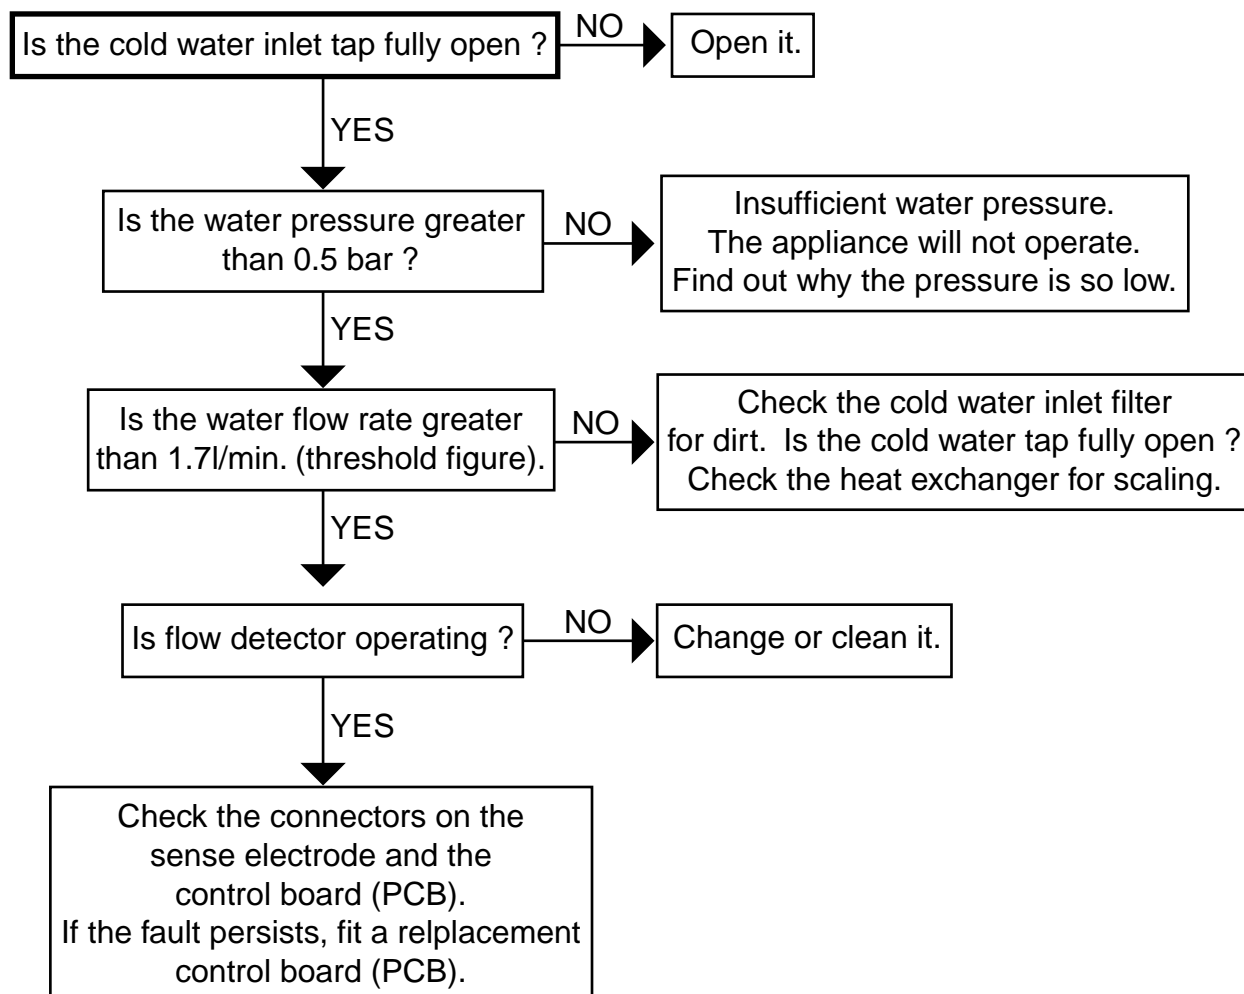 Is the cold water inlet tap fully open ?
NO
Open it.
YES
Is the water pressure greater
than 0.5 bar ?
NO
Insufficient water pressure.
The appliance will not operate.
Find out why the pressure is so low.
YES
Is the water flow rate greater
than 1.7l/min. (threshold figure).
NO
Check the cold water inlet filter
for dirt.  Is the cold water tap fully open ?
Check the heat exchanger for scaling.
YES
Is flow detector operating ?
NO
Change or clean it.
YES
Check the connectors on the
sense electrode and the
control board (PCB).
If the fault persists, fit a relplacement
control board (PCB).